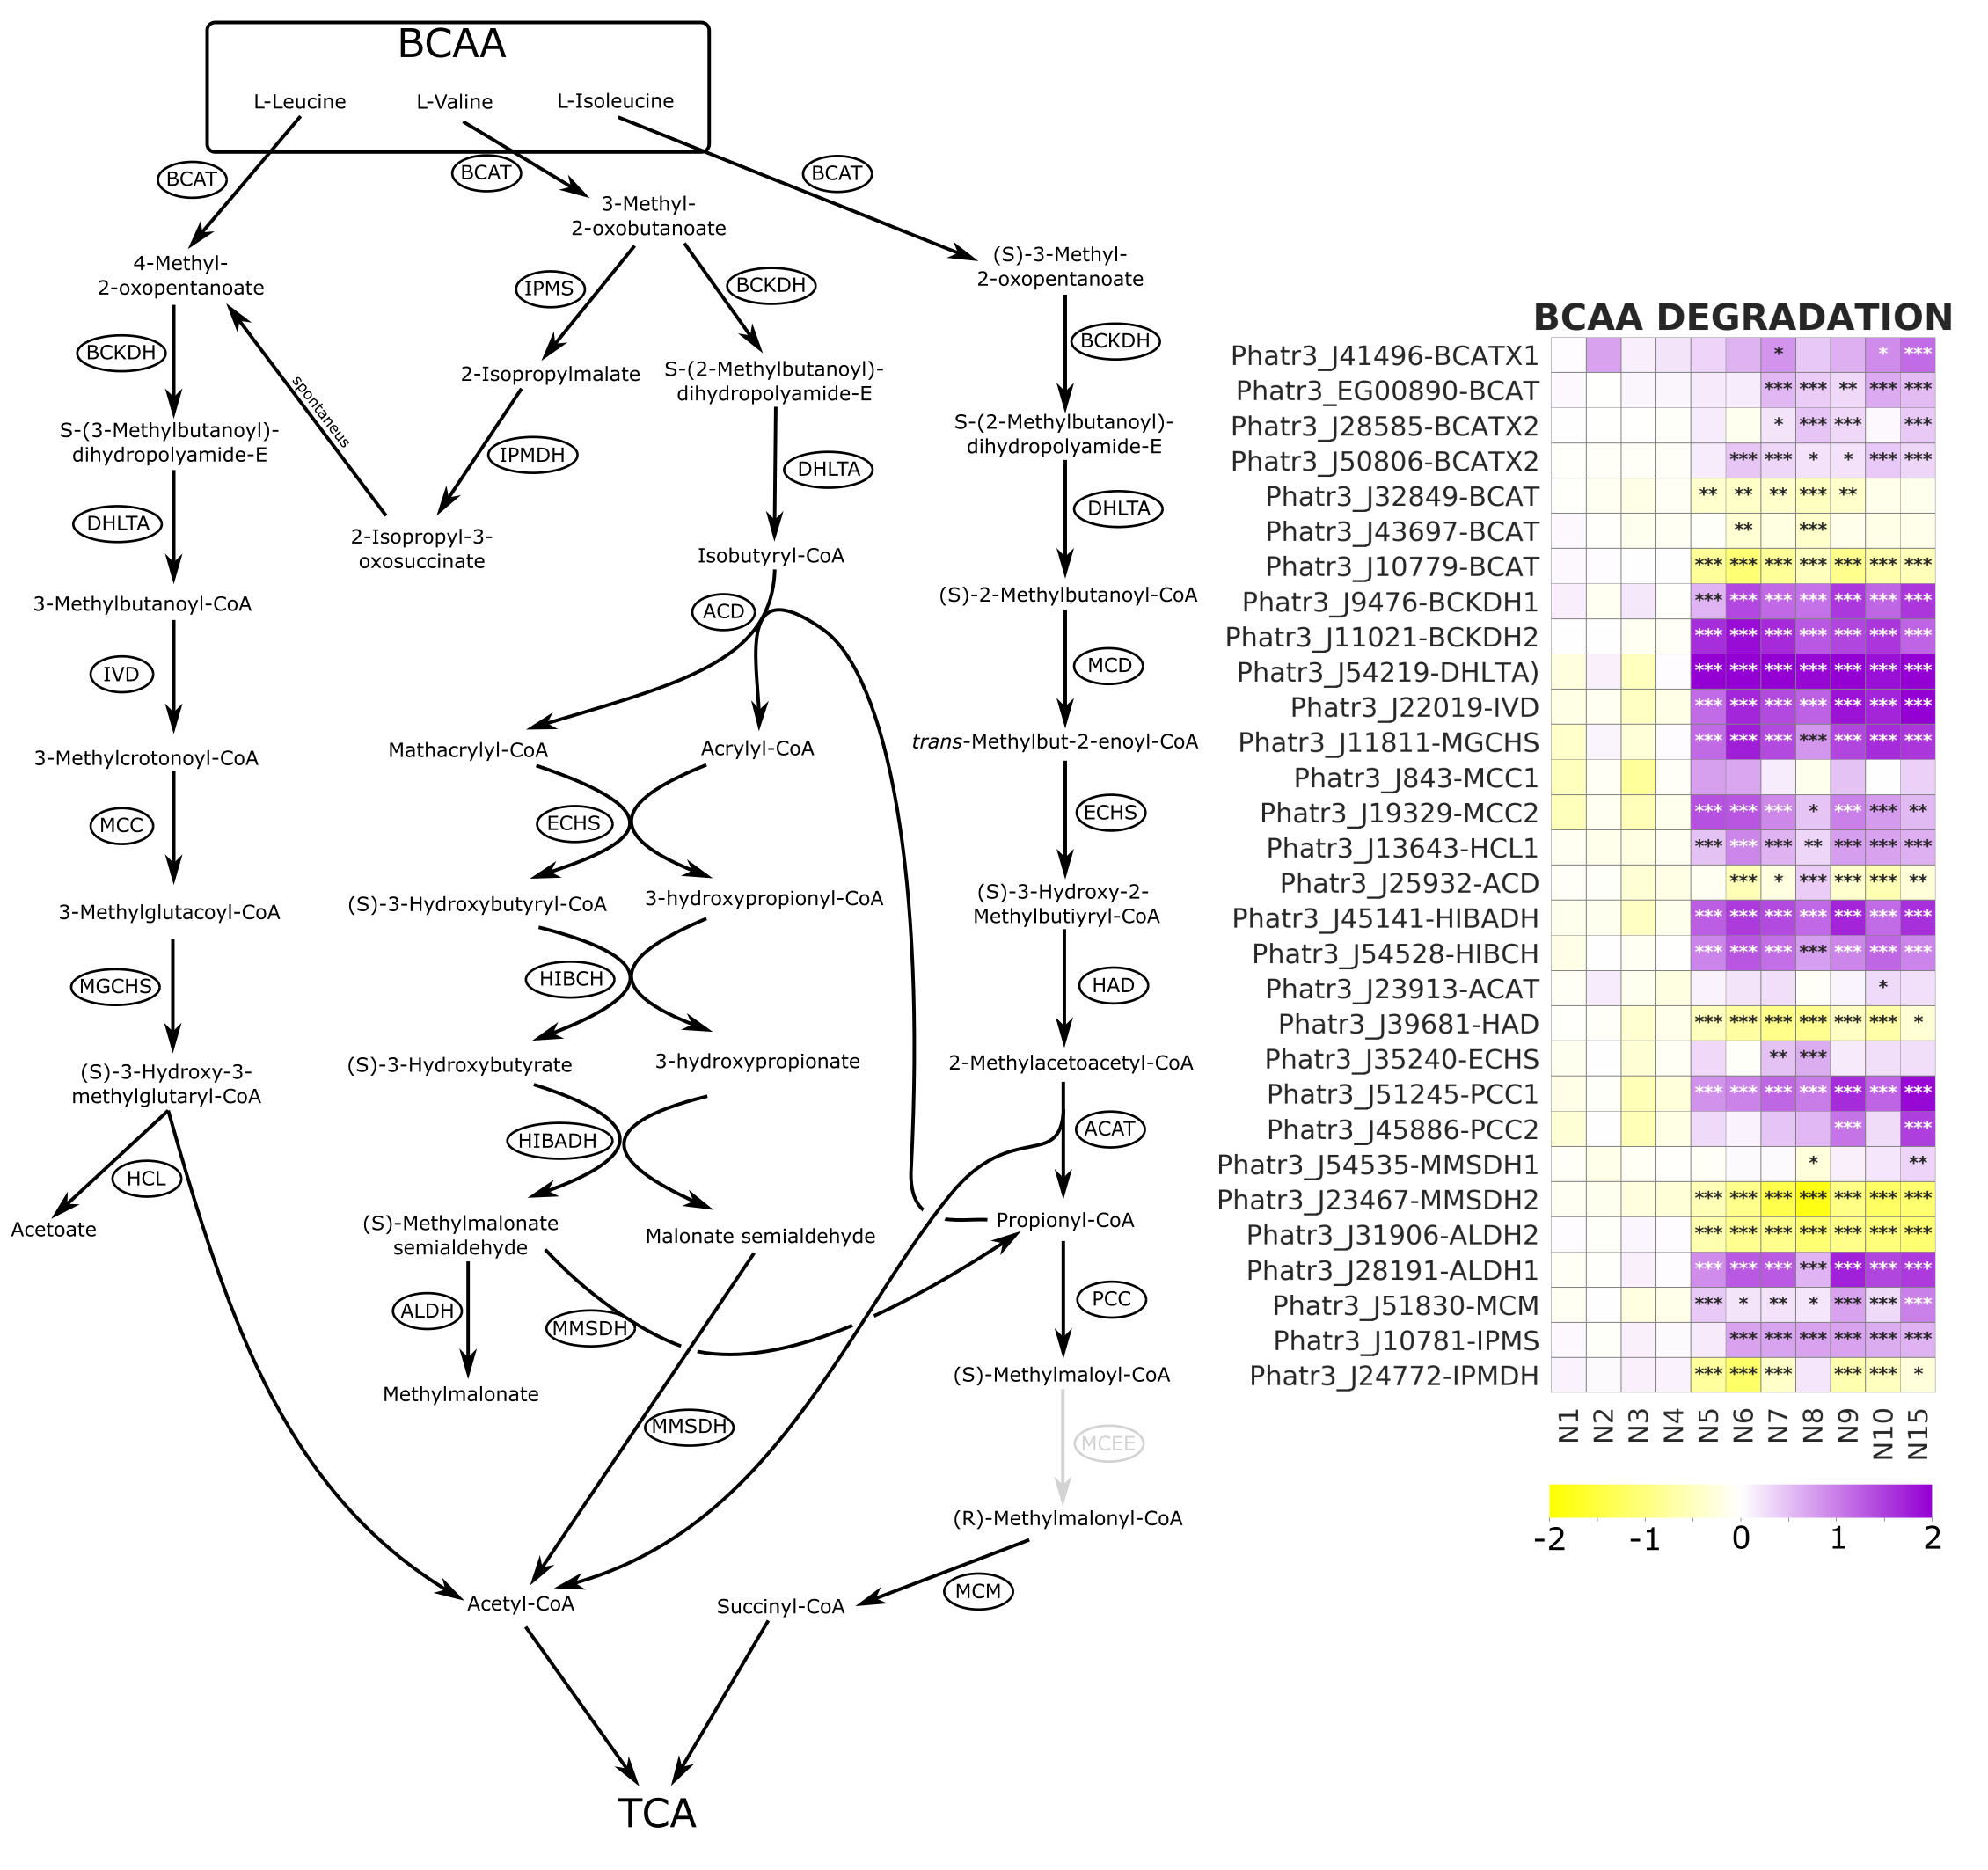 BCAA
L-Leucine
L-Valine
L-Isoleucine
BCAT
BCAT
BCAT
3-Methyl-
2-oxobutanoate
4-Methyl-
2-oxopentanoate
(S)-3-Methyl-
2-oxopentanoate
IPMS
BCKDH
BCKDH
BCKDH
2-Isopropylmalate
S-(2-Methylbutanoyl)-
dihydropolyamide-E
spontaneus
S-(3-Methylbutanoyl)-
dihydropolyamide-E
S-(2-Methylbutanoyl)-
dihydropolyamide-E
IPMDH
DHLTA
DHLTA
DHLTA
2-Isopropyl-3-
oxosuccinate
Isobutyryl-CoA
3-Methylbutanoyl-CoA
ACD
(S)-2-Methylbutanoyl-CoA
IVD
MCD
3-Methylcrotonoyl-CoA
Mathacrylyl-CoA
Acrylyl-CoA
trans-Methylbut-2-enoyl-CoA
MCC
ECHS
ECHS
3-Methylglutacoyl-CoA
(S)-3-Hydroxybutyryl-CoA
3-hydroxypropionyl-CoA
(S)-3-Hydroxy-2-
Methylbutiyryl-CoA
MGCHS
HIBCH
HAD
(S)-3-Hydroxy-3-
methylglutaryl-CoA
(S)-3-Hydroxybutyrate
3-hydroxypropionate
2-Methylacetoacetyl-CoA
HIBADH
ACAT
HCL
Acetoate
(S)-Methylmalonate
semialdehyde
Malonate semialdehyde
Propionyl-CoA
ALDH
MMSDH
PCC
Methylmalonate
(S)-Methylmaloyl-CoA
MMSDH
MCEE
(R)-Methylmalonyl-CoA
Acetyl-CoA
Succinyl-CoA
MCM
TCA
BCAA DEGRADATION
Phatr3_J41496-BCATX1 * * ***
Phatr3_EG00890-BCAT *** *** ** *** ***
Phatr3_J28585-BCATX2 * *** *** ***
Phatr3_J50806-BCATX2 *** *** * * *** ***
Phatr3_J32849-BCAT ** ** ** *** **
Phatr3_J43697-BCAT ** ***
Phatr3_J10779-BCAT *** *** *** *** *** *** ***
Phatr3_J9476-BCKDH1 *** *** *** *** *** *** ***
Phatr3_J11021-BCKDH2 *** *** *** *** *** *** ***
Phatr3_J54219-DHLTA) *** *** *** *** *** *** ***
Phatr3_J22019-IVD *** *** *** *** *** *** ***
Phatr3_J11811-MGCHS *** *** *** *** *** *** ***
Phatr3_J843-MCC1
Phatr3_J19329-MCC2 *** *** *** * *** *** **
Phatr3_J13643-HCL1 *** *** *** ** *** *** ***
Phatr3_J25932-ACD *** * *** *** *** **
Phatr3_J45141-HIBADH *** *** *** *** *** *** ***
Phatr3_J54528-HIBCH *** *** *** *** *** *** ***
Phatr3_J23913-ACAT *
Phatr3_J39681-HAD *** *** *** *** *** *** *
Phatr3_J35240-ECHS ** ***
Phatr3_J51245-PCC1 *** *** *** *** *** *** ***
Phatr3_J45886-PCC2 *** ***
Phatr3_J54535-MMSDH1 * **
Phatr3_J23467-MMSDH2 *** *** *** *** *** *** ***
Phatr3_J31906-ALDH2 *** *** *** *** *** *** ***
Phatr3_J28191-ALDH1 *** *** *** *** *** *** ***
Phatr3_J51830-MCM *** * ** * *** *** ***
Phatr3_J10781-IPMS *** *** *** *** *** ***
Phatr3_J24772-IPMDH *** *** *** *** *** *
N1 N2 N3 N4 N5 N6 N7 N8 N9 N10 N15
-2 -1 0 1 2